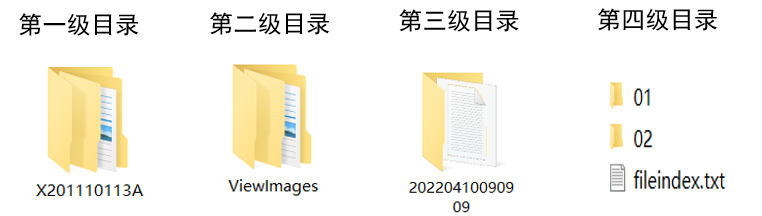 第一级目录
第二级目录
第三级目录
第四级目录
X201110113A
ViewImages
202204100909
09
01
02
fileindex.txt